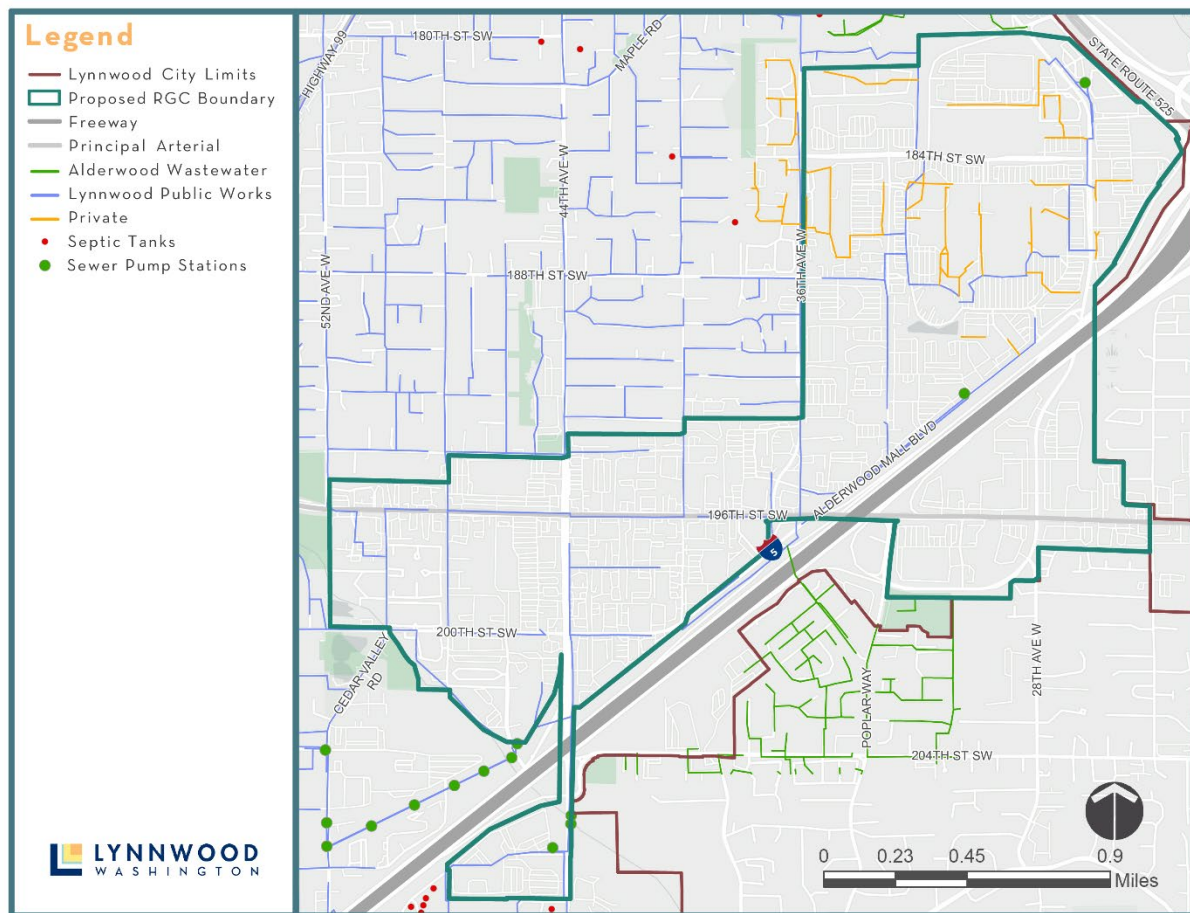 Legend
Lynnwood City Limits
Proposed RGC Boundary
Freeway
Principal Arterial
Alderwood Wastewater
Lynnwood Public Works
Private
Septic Tanks
Sewer Pump Stations
LYNNWOOD
WASHINGTON
HIGHWAY 99
180TH ST SW
MAPLE RD
STATE ROUTE 525
44TH AVE W
184TH ST SW
52ND AVE W
188TH ST SW
36TH AVE W
ALDERWOOD MALL BLVD
196TH ST SW
5
200TH ST SW
CEDAR VALLEY
RD
POPLAR WAY
28TH AVE W
204TH ST SW
0 0.23 0.45 0.9
Miles